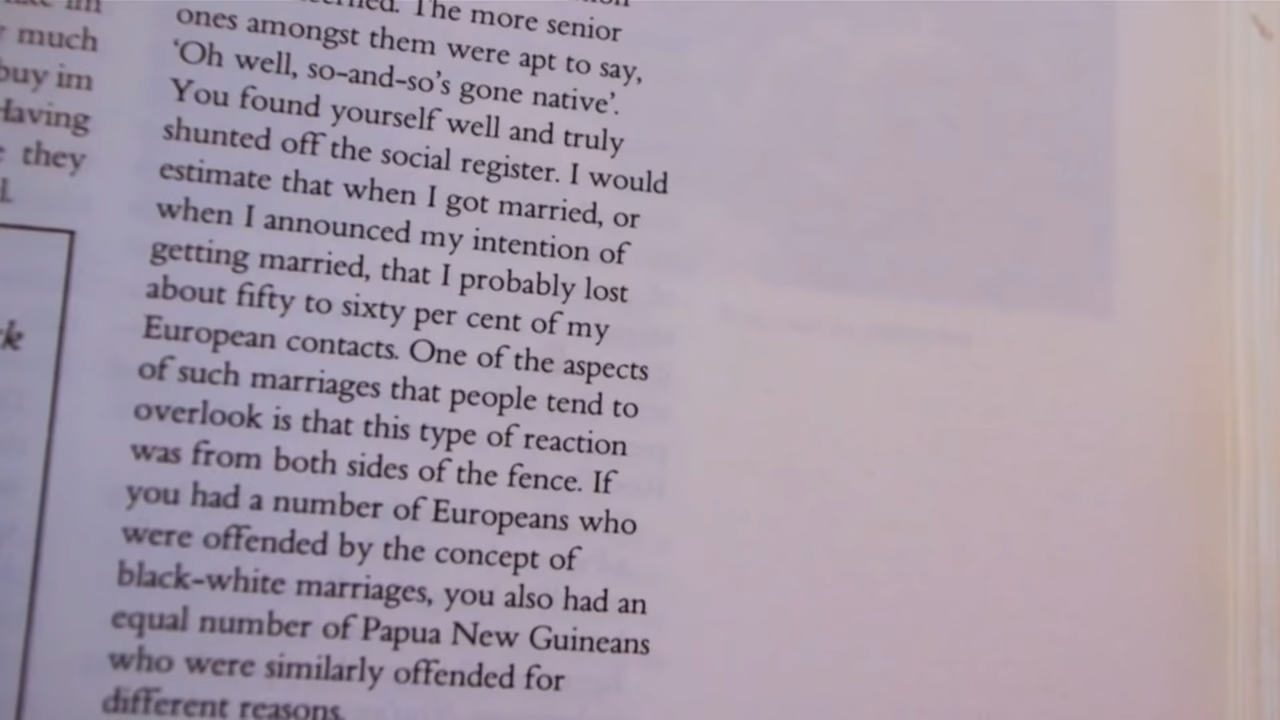 much
buy im
Having
they
ones amongst them were apt to say,
‘Oh well, so-and-so’s gone native’.
You found yourself well and truly
shunted off the social register. I would
estimate that when I got married, or
when I announced my intention of
getting married, that I probably lost
about fifty to sixty per cent of my
European contacts. One of the aspects
of such marriages that people tend to
overlook is that this type of reaction
was from both sides of the fence. If
you had a number of Europeans who
were offended by the concept of
black-white marriages, you also had an
equal number of Papua New Guineans
who were similarly offended for
different reasons.